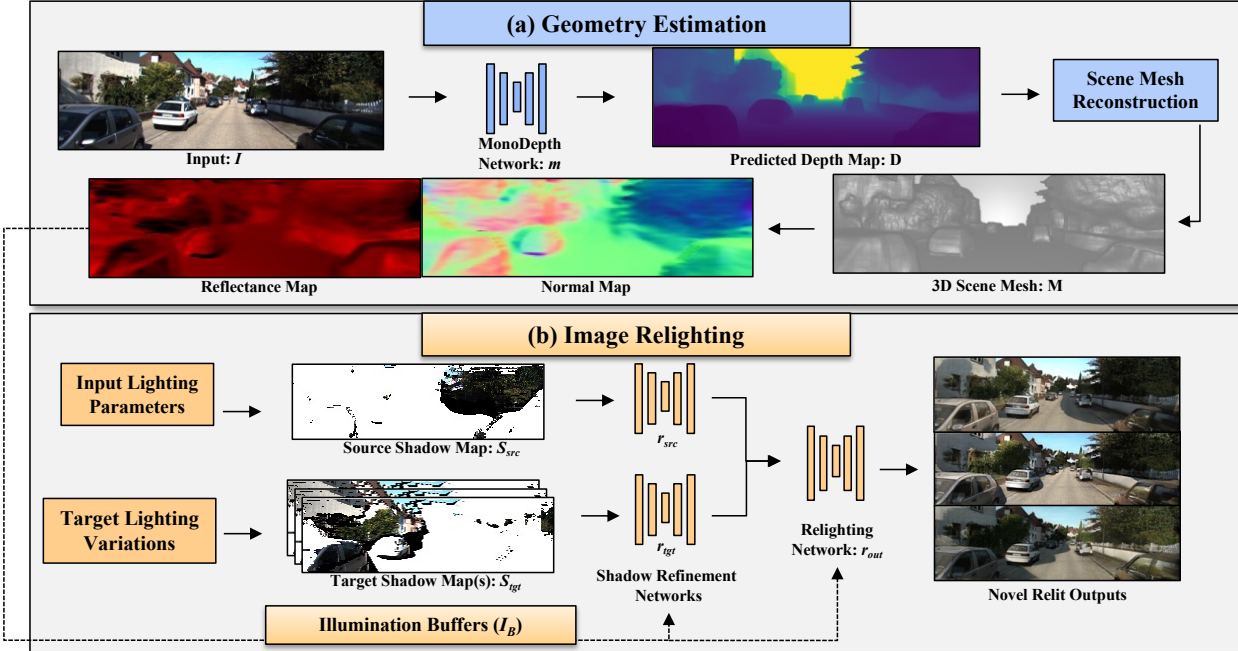 (a) Geometry Estimation
Input: I
MonoDepth
Network: m
Predicted Depth Map: D
Scene Mesh
Reconstruction
Reflectance Map
Normal Map
3D Scene Mesh: M
(b) Image Relighting
Input Lighting
Parameters
Source Shadow Map: Ssrc
rsrc
Target Lighting
Variations
Target Shadow Map(s): Stgt
rtgt
Shadow Refinement
Networks
Relighting
Network: rout
Novel Relit Outputs
Illumination Buffers (IB)